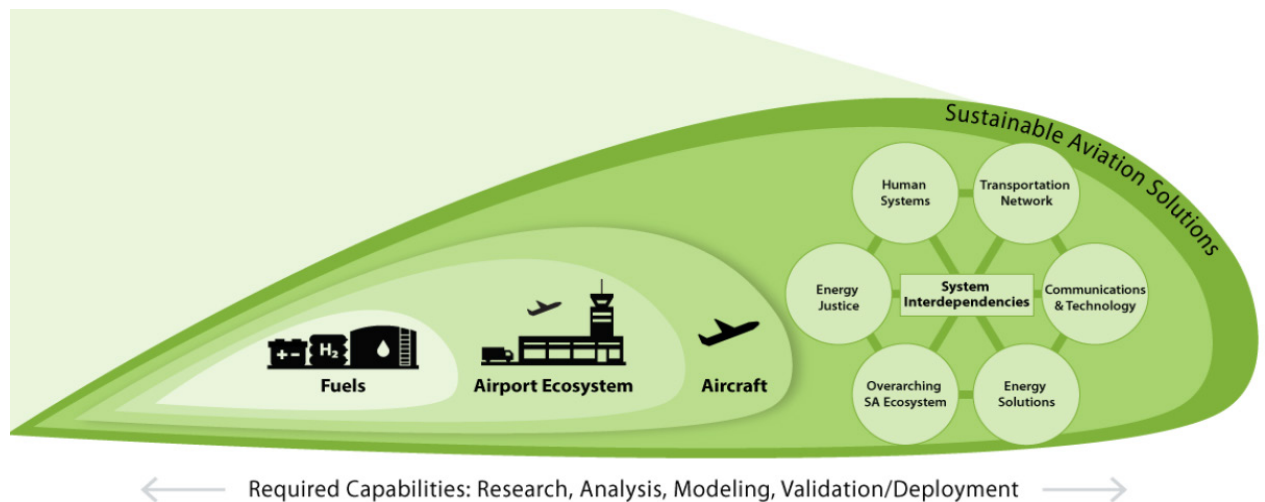 Sustainable Aviation Solutions
Human
Systems
Transportation
Network
Energy
Justice
System
Interdependencies
Communications
& Technology
Overarching
SA Ecosystem
Energy
Solutions
H2
Fuels
Airport Ecosystem
Aircraft
Required Capabilities: Research, Analysis, Modeling, Validation/Deployment